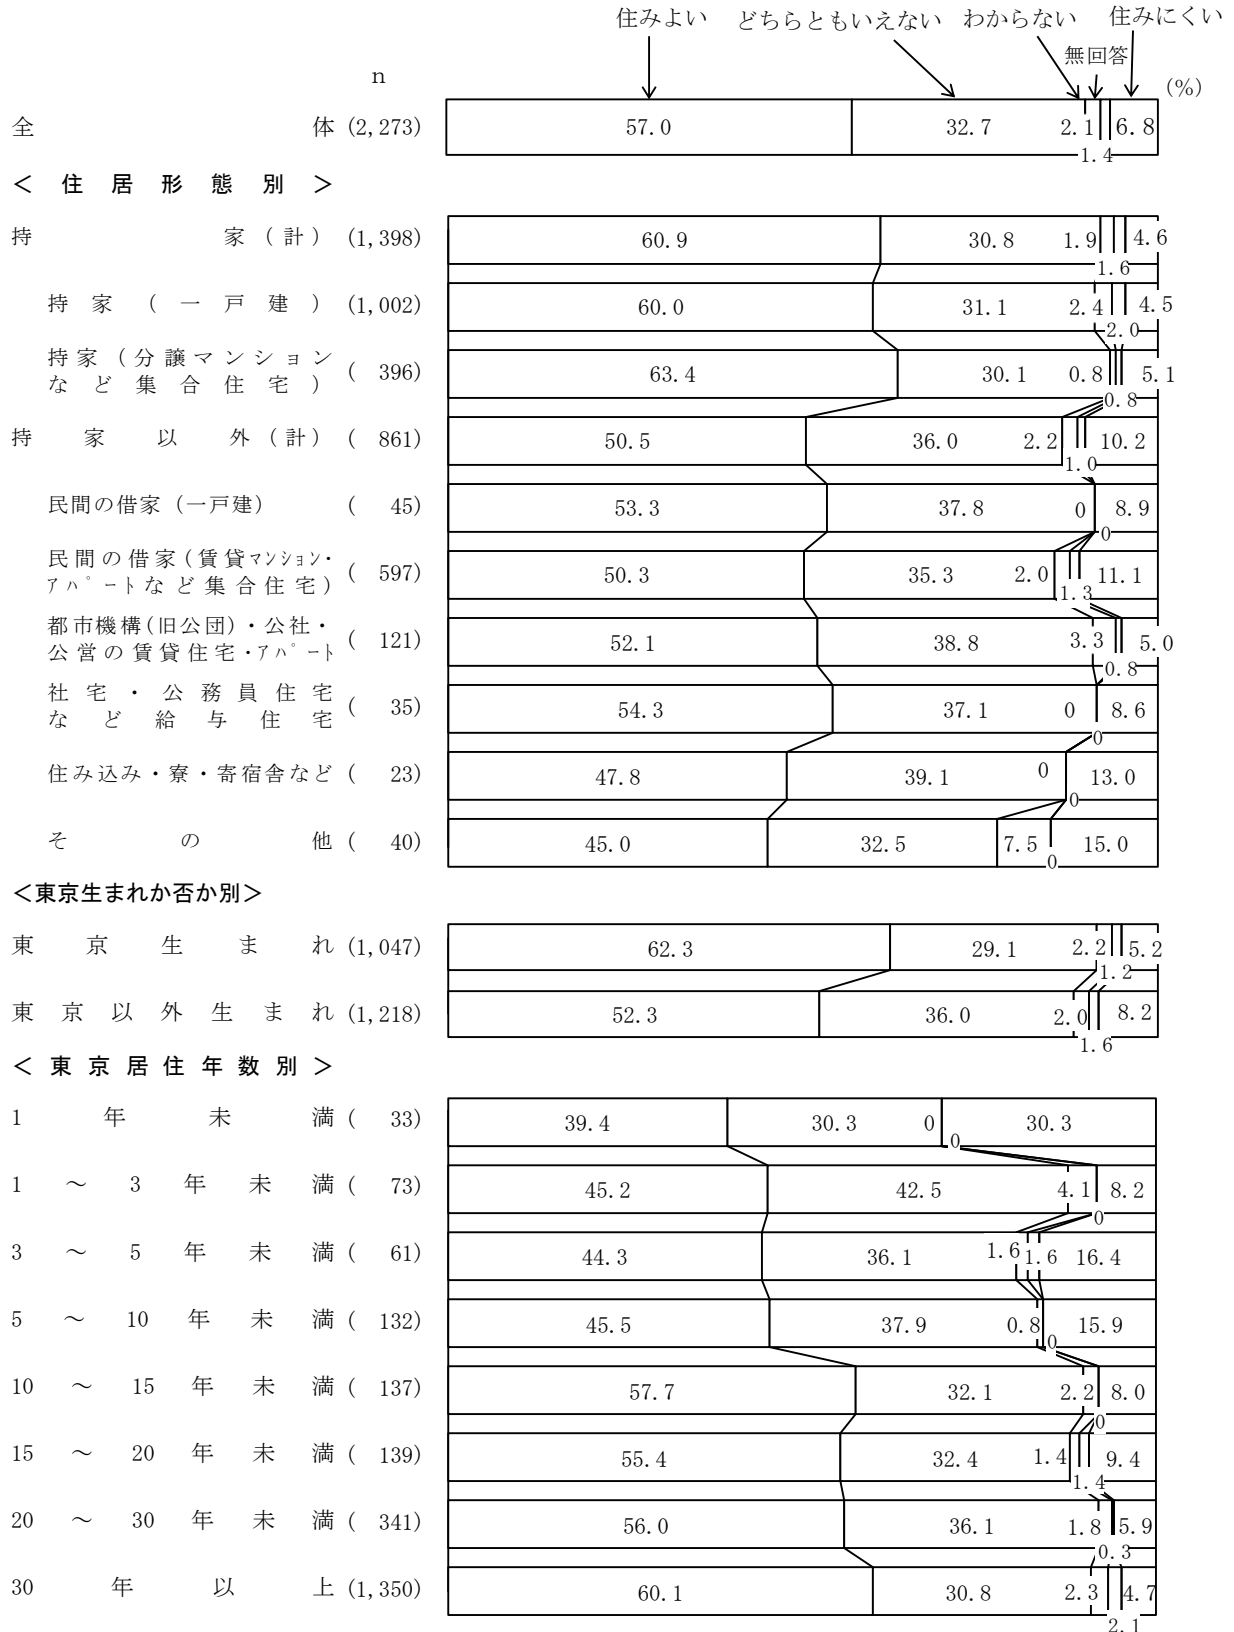 住みよい どちらともいえない わからない 住みにくい
無回答
n (%)
全体 (2,273) 57.0 32.7 2.1 1.4 6.8
＜住居形態別＞
持家(計) (1,398) 60.9 30.8 1.9 1.6 4.6
持家(一戸建) (1,002) 60.0 31.1 2.4 2.0 4.5
持家(分譲マンション
など集合住宅) ( 396) 63.4 30.1 0.8 0.8 5.1
持家以外(計) ( 861) 50.5 36.0 2.2 1.0 10.2
民間の借家(一戸建) ( 45) 53.3 37.8 0 0 8.9
民間の借家(賃貸ﾏﾝｼｮﾝ・
ｱﾊﾟｰﾄなど集合住宅) ( 597) 50.3 35.3 2.0 1.3 11.1
都市機構(旧公団)・公社・
公営の賃貸住宅・ｱﾊﾟｰﾄ ( 121) 52.1 38.8 3.3 0.8 5.0
社宅・公務員住宅
など給与住宅 ( 35) 54.3 37.1 0 0 8.6
住み込み・寮・寄宿舎など ( 23) 47.8 39.1 0 0 13.0
その他 ( 40) 45.0 32.5 7.5 0 15.0
＜東京生まれか否か別＞
東京生まれ (1,047) 62.3 29.1 2.2 1.2 5.2
東京以外生まれ (1,218) 52.3 36.0 2.0 1.6 8.2
＜東京居住年数別＞
1年未満 ( 33) 39.4 30.3 0 0 30.3
1～3年未満 ( 73) 45.2 42.5 4.1 0 8.2
3～5年未満 ( 61) 44.3 36.1 1.6 1.6 16.4
5～10年未満 ( 132) 45.5 37.9 0.8 0 15.9
10～15年未満 ( 137) 57.7 32.1 2.2 0 8.0
15～20年未満 ( 139) 55.4 32.4 1.4 1.4 9.4
20～30年未満 ( 341) 56.0 36.1 1.8 0.3 5.9
30年以上 (1,350) 60.1 30.8 2.3 2.1 4.7